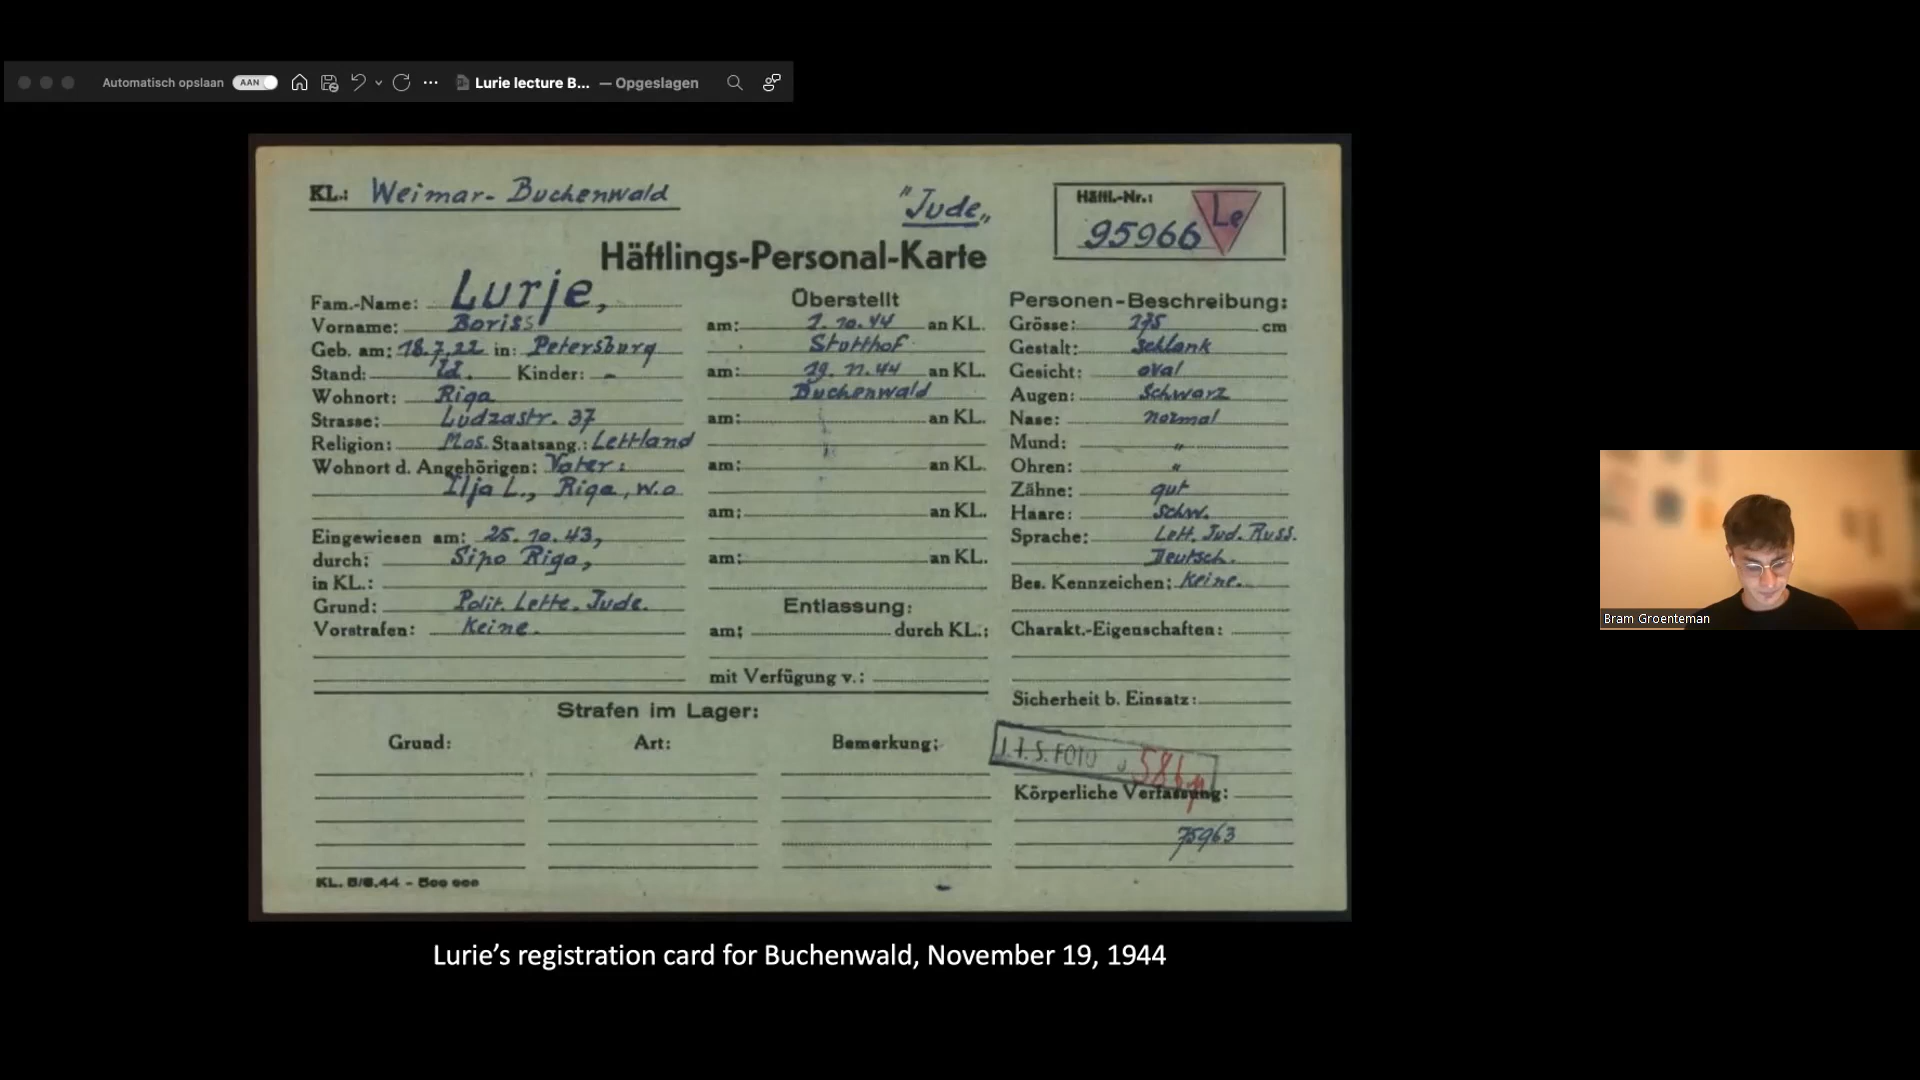 Automatisch opslaan AAN Lurie lecture B... — Opgeslagen
KL.: Weimar-Buchenwald
"Jude„
Häftl.-Nr.:
95966 Le
Häftlings-Personal-Karte
Fam.-Name: Lurje,
Vorname: Boriss
Geb. am: 18.7.22 in: Petersburg
Stand: ld. Kinder: -
Wohnort: Riga
Strasse: Ludzastr. 37
Religion: Mos. Staatsang.: Lettland
Wohnort d. Angehörigen: Vater:
Ilja L., Riga, w.o.
Eingewiesen am: 25.10.43,
durch: Sipo Riga,
in KL.:
Grund: Polit. Lette. Jude.
Vorstrafen: Keine.
Überstellt
am: 1.10.44 an KL.
Stutthof
am: 19.11.44 an KL.
Buchenwald
am: an KL.
am: an KL.
am: an KL.
am: an KL.
Entlassung:
am: durch KL.:
mit Verfügung v.:
Personen-Beschreibung:
Grösse: 175 cm
Gestalt: schlank
Gesicht: oval
Augen: Schwarz
Nase: normal
Mund: "
Ohren: "
Zähne: gut
Haare: schw.
Sprache: Lett. Jud. Russ.
Deutsch.
Bes. Kennzeichen: Keine.
Charakt.-Eigenschaften:
Sicherheit b. Einsatz:
I.T.S. FOTO 586
Körperliche Verfassung:
75963
Strafen im Lager:
Grund: Art: Bemerkung:
KL. 5/6.44 - 500 000
Lurie's registration card for Buchenwald, November 19, 1944
Bram Groenteman